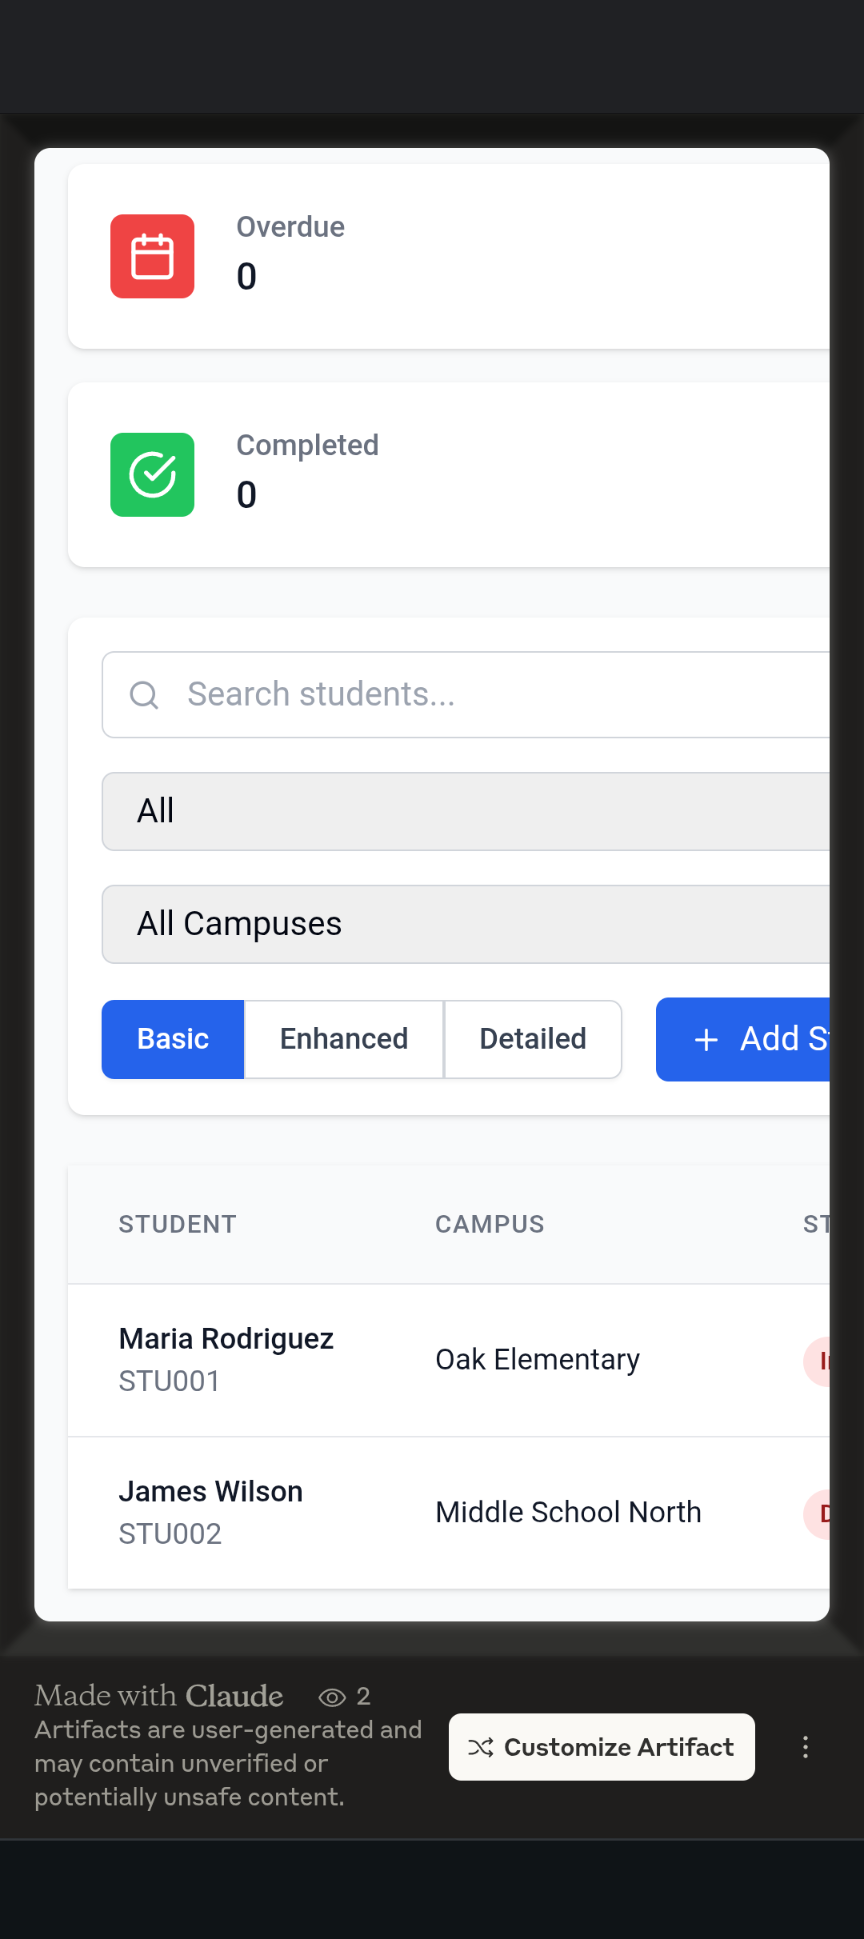 Overdue
0
Completed
0
Search students...
All
All Campuses
Basic Enhanced Detailed + Add
STUDENT CAMPUS
Maria Rodriguez
STU001
Oak Elementary
James Wilson
STU002
Middle School North
Made with Claude 2
Artifacts are user-generated and
may contain unverified or
potentially unsafe content.
Customize Artifact